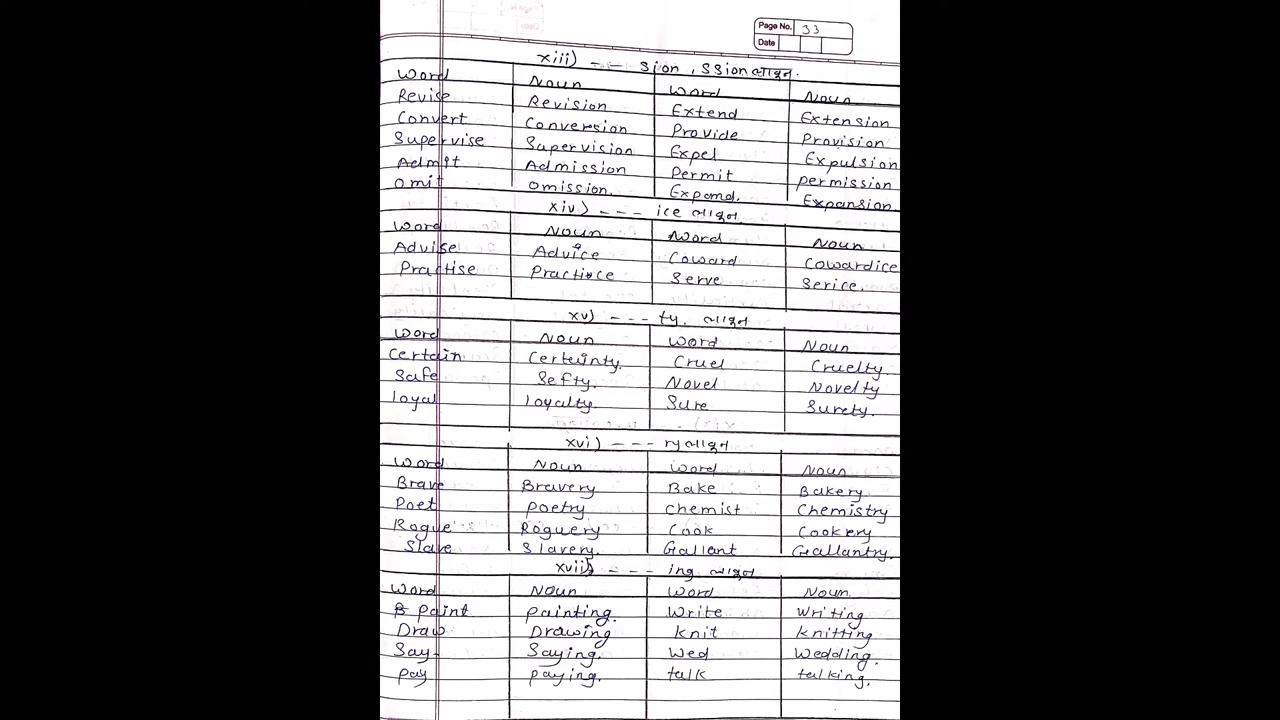 Page No. 33
Date
xiii) -- sion, ssion लावून.
Word Noun Word Noun
Revise Revision Extend Extension
Convert Conversion Provide Provision
Supervise Supervision Expel Expulsion
Admit Admission Permit permission
Omit Omission. Expand. Expansion.
xiv) --- ice लावून
Word Noun Word Noun
Advise Advice Coward Cowardice
Practise Practice Serve Serice.
xv) --- ty. लावून
Word Noun Word Noun
Certain Certainty. Cruel Cruelty.
Safe Sefty. Novel Novelty
loyal loyalty. Sure Surety.
xvi) --- ry लावून
Word Noun Word Noun
Brave Bravery Bake Bakery
Poet poetry chemist Chemistry
Rogue Roguery Cook Cookery
Slave Slavery. Gallant Gallantry.
xvii) --- ing लावून
Word Noun Word Noun.
paint painting. Write Writing
Draw Drawing knit knitting
Say Saying. Wed Wedding.
pay paying. talk talking.